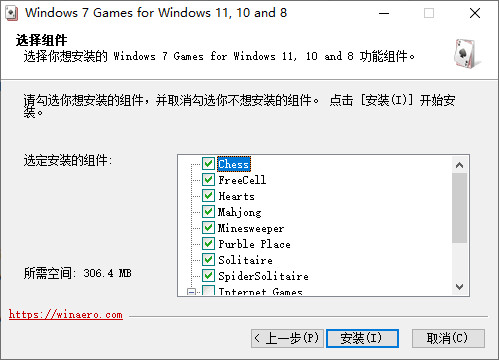 Windows 7 Games for Windows 11, 10 and 8
选择组件
选择你想安装的 Windows 7 Games for Windows 11, 10 and 8 功能组件。
请勾选你想安装的组件，并取消勾选你不想安装的组件。 点击 [安装(I)] 开始安
装。
选定安装的组件:
Chess
FreeCell
Hearts
Mahjong
Minesweeper
Purble Place
Solitaire
SpiderSolitaire
Internet Games
所需空间: 306.4 MB
https://winaero.com
< 上一步(P)
安装(I)
取消(C)